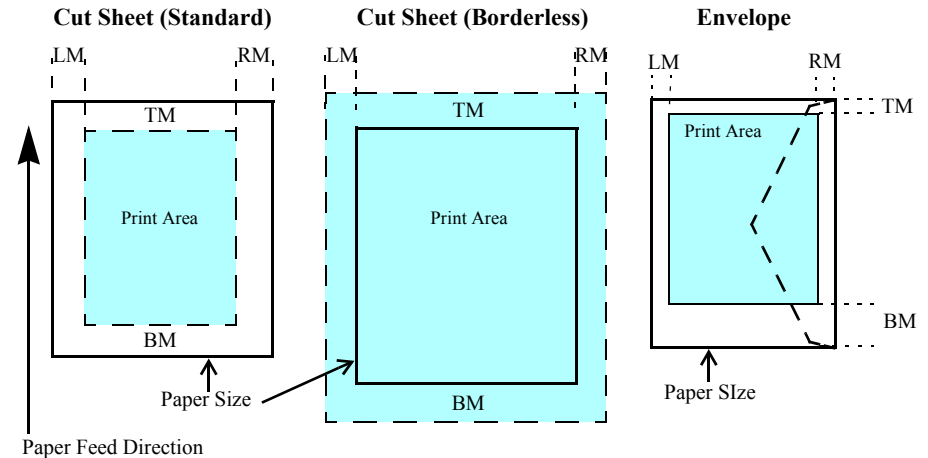 Cut Sheet (Standard)
Cut Sheet (Borderless)
Envelope
LM
RM
TM
Print Area
BM
Paper Size
Paper Feed Direction
LM
RM
TM
Print Area
BM
LM
RM
TM
Print Area
BM
Paper SIze